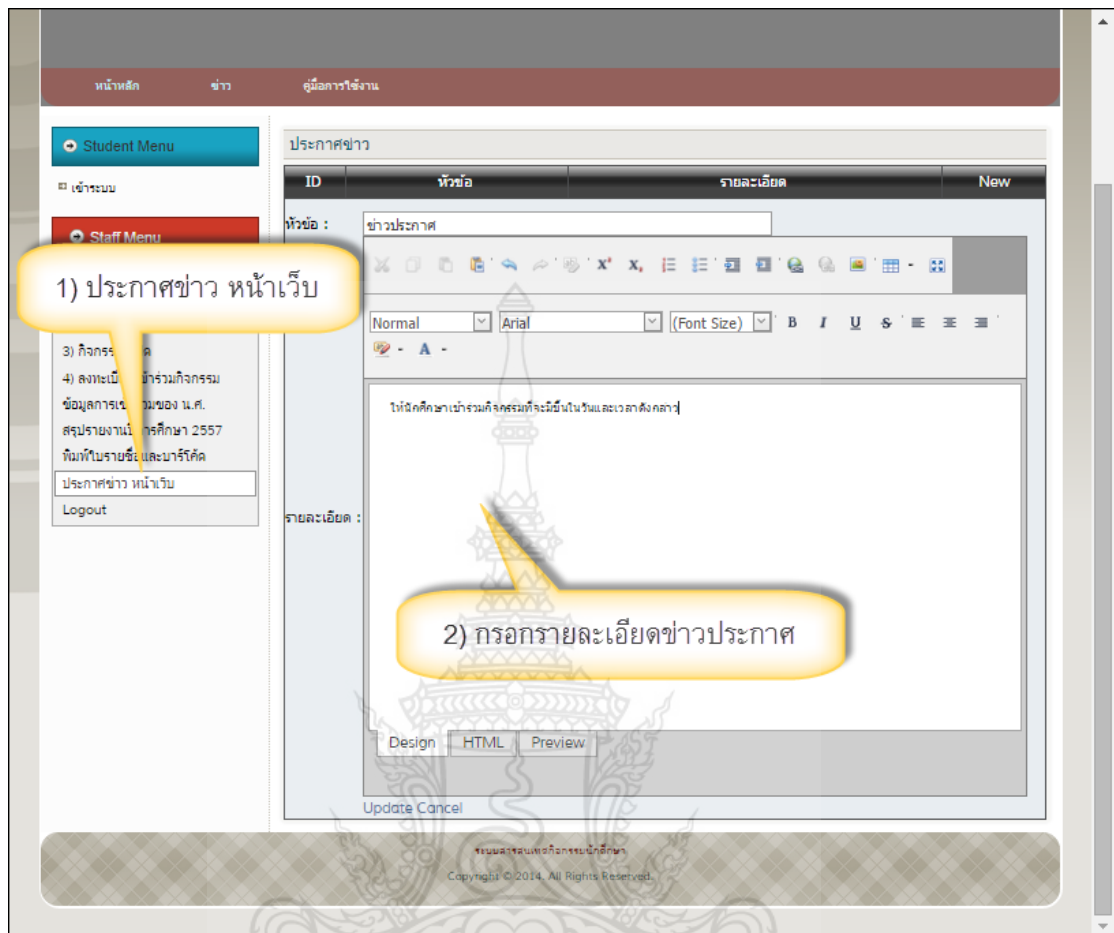 หน้าหลัก ข่าว คู่มือการใช้งาน
Student Menu
เข้าระบบ
Staff Menu
1) ประกาศข่าว หน้าเว็บ
3) กิจกรร
4) ลงทะเบี ข้าร่วมกิจกรรม
ข้อมูลการเข วมของ น.ศ.
สรุปรายงาน ารศึกษา 2557
พิมพ์ใบรายชื่อและบาร์โค้ด
ประกาศข่าว หน้าเว็บ
Logout
ประกาศข่าว
ID หัวข้อ รายละเอียด New
หัวข้อ : ข่าวประกาศ
Normal Arial (Font Size) B I U S
A
ให้นักศึกษาเข้าร่วมกิจกรรมที่จะมีขึ้นในวันและเวลาดังกล่าว
รายละเอียด :
2) กรอกรายละเอียดข่าวประกาศ
Design HTML Preview
Update Cancel
ระบบสารสนเทศกิจกรรมนักศึกษา
Copyright © 2014. All Rights Reserved.